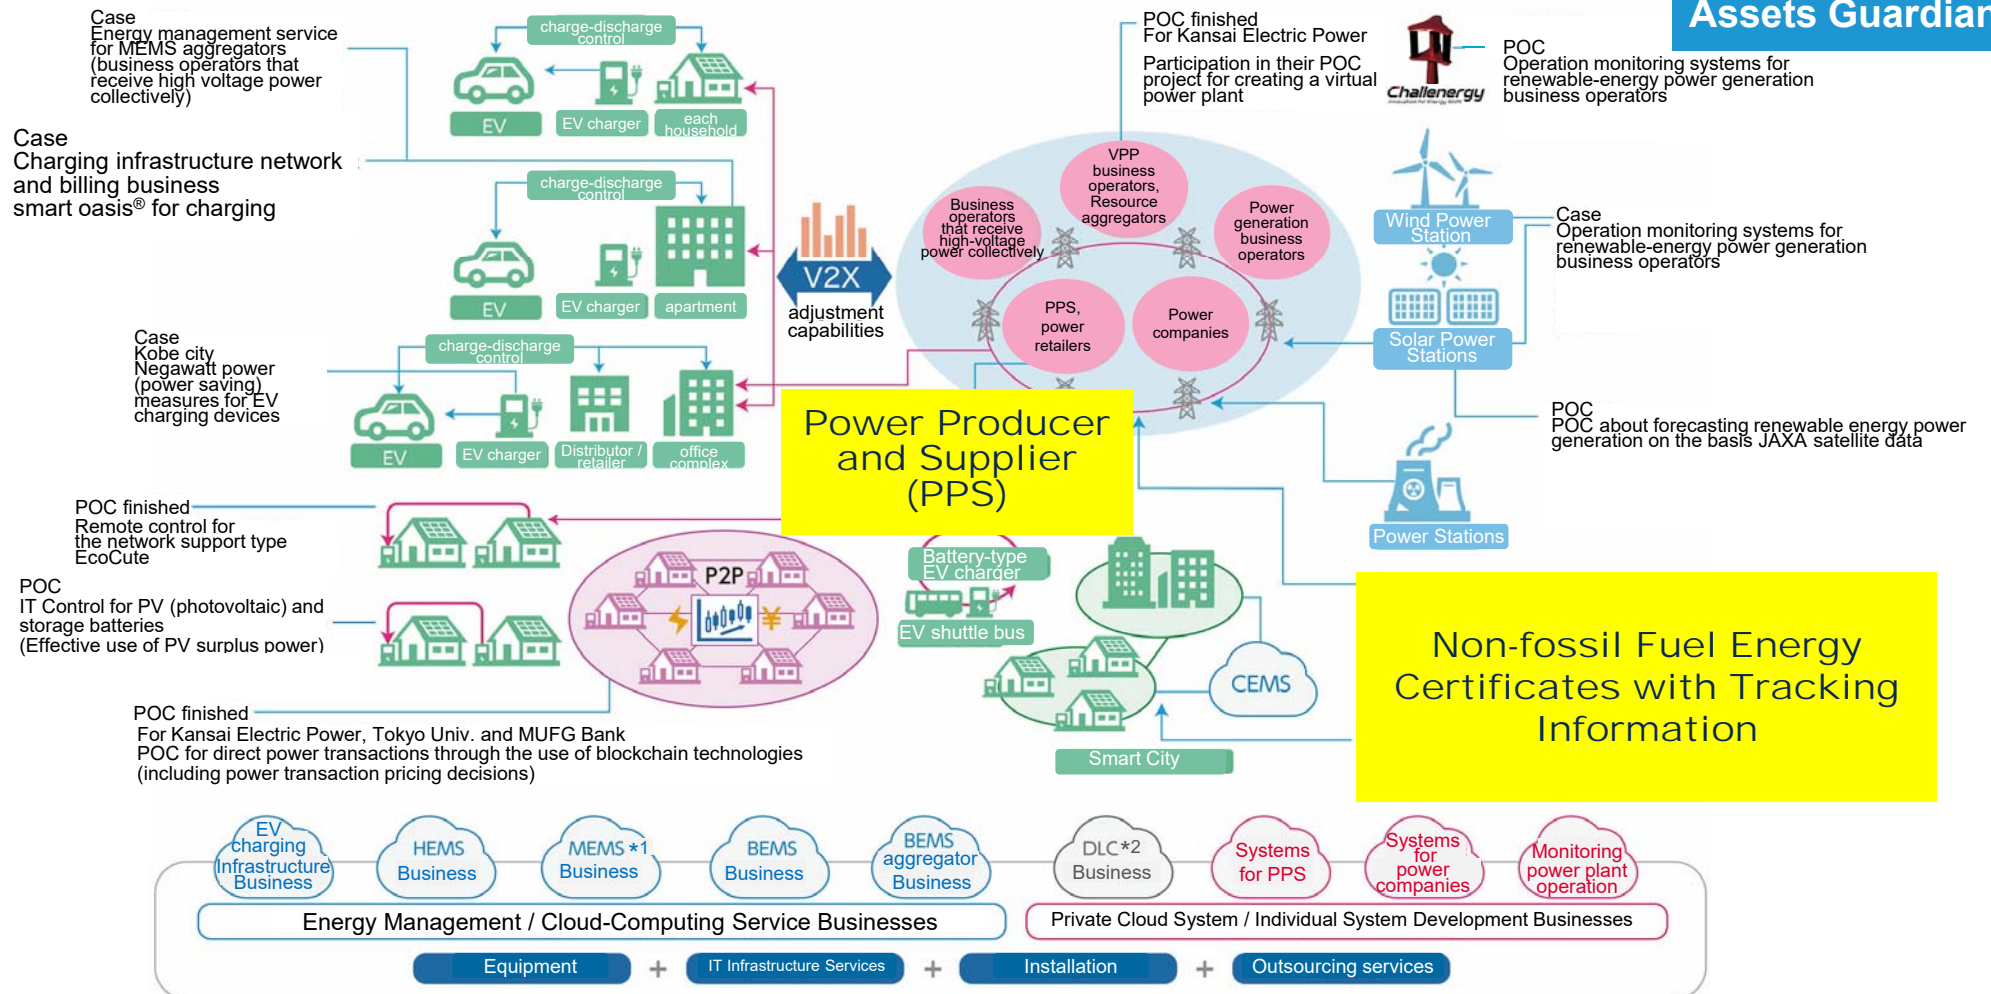 Assets Guardian
Case
Energy management service
for MEMS aggregators
(business operators that
receive high voltage power
collectively)
Case
Charging infrastructure network
and billing business
smart oasis® for charging
charge-discharge
control
EV
EV charger
each
household
charge-discharge
control
EV
EV charger
apartment
Case
Kobe city
Negawatt power
(power saving)
measures for EV
charging devices
charge-discharge
control
EV
EV charger
Distributor /
retailer
office
complex
V2X
adjustment
capabilities
POC finished
For Kansai Electric Power
Participation in their POC
project for creating a virtual
power plant
Challenergy
POC
Operation monitoring systems for
renewable-energy power generation
business operators
VPP
business
operators,
Resource
aggregators
Business
operators
that receive
high-voltage
power collectively
Power
generation
business
operators
PPS,
power
retailers
Power
companies
Wind Power
Station
Case
Operation monitoring systems for
renewable-energy power generation
business operators
Solar Power
Stations
POC
POC about forecasting renewable energy power
generation on the basis JAXA satellite data
Power Stations
Power Producer
and Supplier
(PPS)
POC finished
Remote control for
the network support type
EcoCute
POC
IT Control for PV (photovoltaic) and
storage batteries
(Effective use of PV surplus power)
P2P
¥
Battery-type
EV charger
EV shuttle bus
CEMS
Smart City
Non-fossil Fuel Energy
Certificates with Tracking
Information
POC finished
For Kansai Electric Power, Tokyo Univ. and MUFG Bank
POC for direct power transactions through the use of blockchain technologies
(including power transaction pricing decisions)
EV
charging
Infrastructure
Business
HEMS
Business
MEMS *1
Business
BEMS
Business
BEMS
aggregator
Business
DLC*2
Business
Systems
for PPS
Systems
for
power
companies
Monitoring
power plant
operation
Energy Management / Cloud-Computing Service Businesses
Private Cloud System / Individual System Development Businesses
Equipment
+
IT Infrastructure Services
+
Installation
+
Outsourcing services